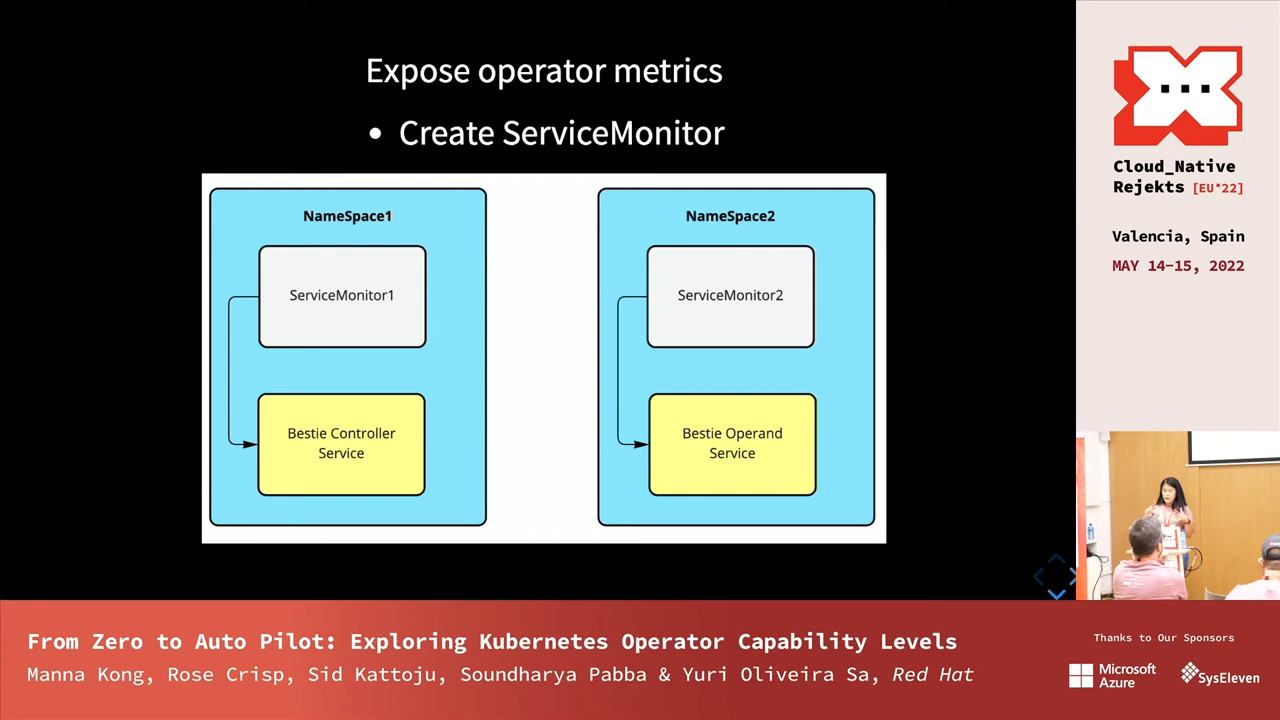 Expose operator metrics
• Create ServiceMonitor
NameSpace1
ServiceMonitor1
Bestie Controller
Service
NameSpace2
ServiceMonitor2
Bestie Operand
Service
Cloud_Native
Rejekts [EU*22]
Valencia, Spain
MAY 14-15, 2022
From Zero to Auto Pilot: Exploring Kubernetes Operator Capability Levels
Manna Kong, Rose Crisp, Sid Kattoju, Soundharya Pabba & Yuri Oliveira Sa, Red Hat
Thanks to Our Sponsors
Microsoft
Azure
SysEleven